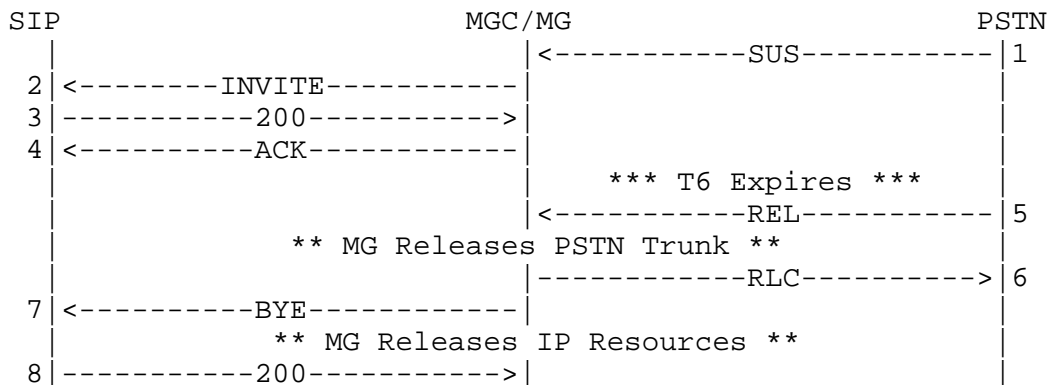 SIP MGC/MG PSTN
| |<-----------SUS-----------|1
2|<--------INVITE-----------| |
3|-----------200----------->| |
4|<----------ACK------------| |
| | *** T6 Expires *** |
| |<-----------REL-----------|5
| ** MG Releases PSTN Trunk ** |
| |------------RLC---------->|6
7|<----------BYE------------| |
| ** MG Releases IP Resources ** |
8|-----------200----------->| |